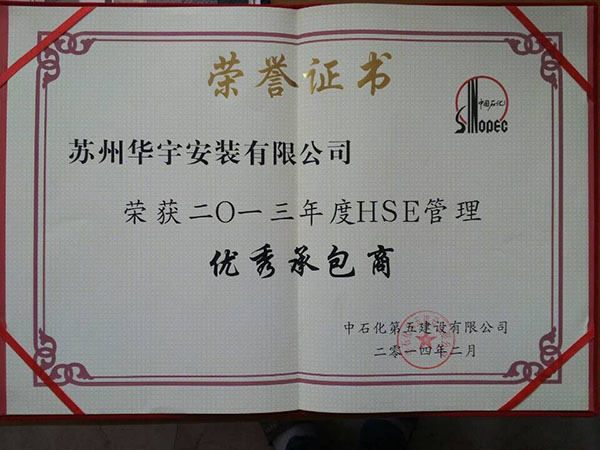 荣誉证书
中国石化
SINOPEC
苏州华宇安装有限公司
荣获二〇一三年度HSE管理
优秀承包商
中石化第五建设有限公司
二零一四年二月